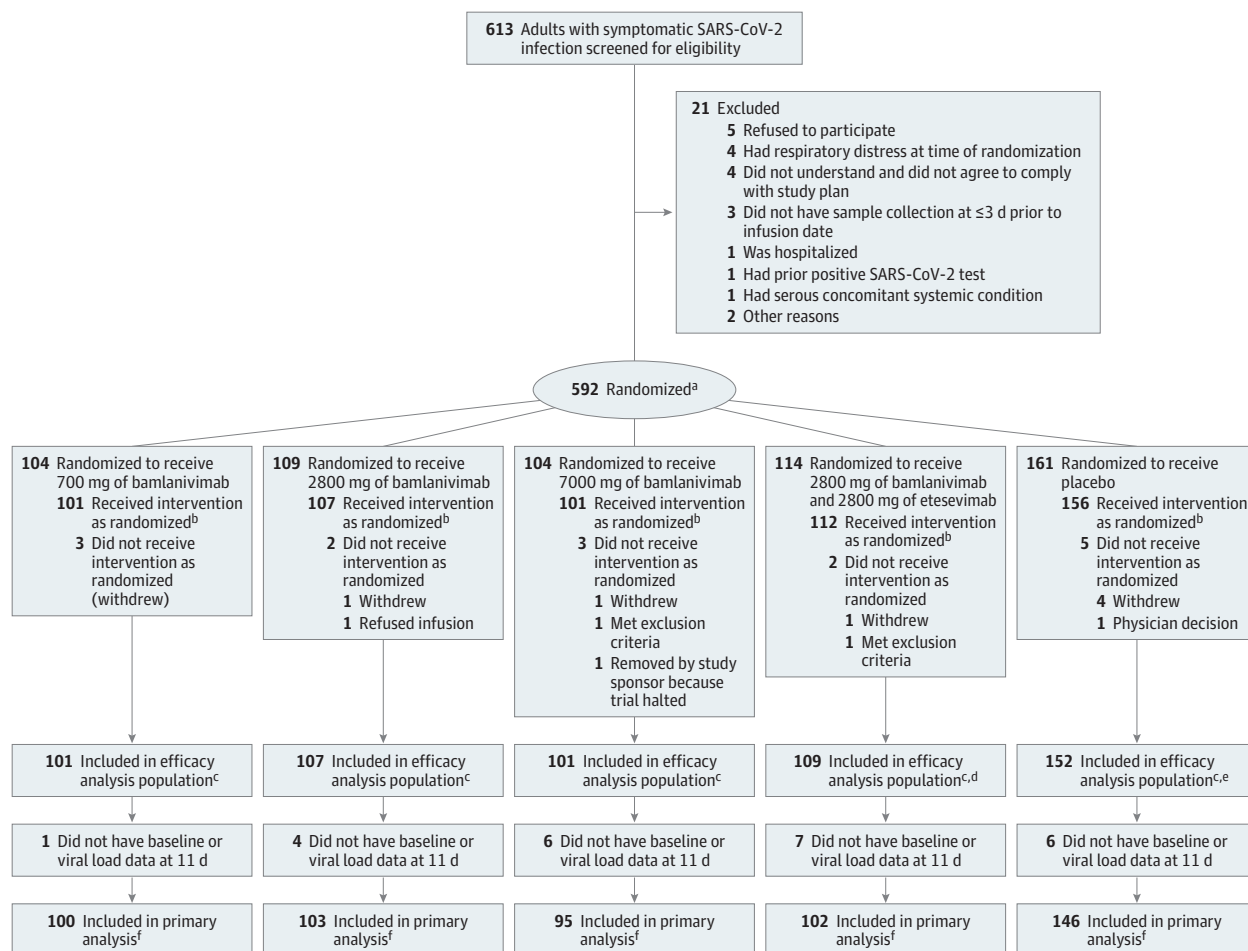 613 Adults with symptomatic SARS-CoV-2
infection screened for eligibility
21 Excluded
5 Refused to participate
4 Had respiratory distress at time of randomization
4 Did not understand and did not agree to comply
with study plan
3 Did not have sample collection at ≤3 d prior to
infusion date
1 Was hospitalized
1 Had prior positive SARS-CoV-2 test
1 Had serous concomitant systemic condition
2 Other reasons
592 Randomizedᵃ
104 Randomized to receive
700 mg of bamlanivimab
101 Received intervention
as randomizedᵇ
3 Did not receive
intervention as
randomized
(withdrew)
109 Randomized to receive
2800 mg of bamlanivimab
107 Received intervention
as randomizedᵇ
2 Did not receive
intervention as
randomized
1 Withdrew
1 Refused infusion
104 Randomized to receive
7000 mg of bamlanivimab
101 Received intervention
as randomizedᵇ
3 Did not receive
intervention as
randomized
1 Withdrew
1 Met exclusion
criteria
1 Removed by study
sponsor because
trial halted
114 Randomized to receive
2800 mg of bamlanivimab
and 2800 mg of etesevimab
112 Received intervention
as randomizedᵇ
2 Did not receive
intervention as
randomized
1 Withdrew
1 Met exclusion
criteria
161 Randomized to receive
placebo
156 Received intervention
as randomizedᵇ
5 Did not receive
intervention as
randomized
4 Withdrew
1 Physician decision
101 Included in efficacy
analysis populationᶜ
107 Included in efficacy
analysis populationᶜ
101 Included in efficacy
analysis populationᶜ
109 Included in efficacy
analysis populationᶜ,ᵈ
152 Included in efficacy
analysis populationᶜ,ᵉ
1 Did not have baseline or
viral load data at 11 d
4 Did not have baseline or
viral load data at 11 d
6 Did not have baseline or
viral load data at 11 d
7 Did not have baseline or
viral load data at 11 d
6 Did not have baseline or
viral load data at 11 d
100 Included in primary
analysisᶠ
103 Included in primary
analysisᶠ
95 Included in primary
analysisᶠ
102 Included in primary
analysisᶠ
146 Included in primary
analysisᶠ